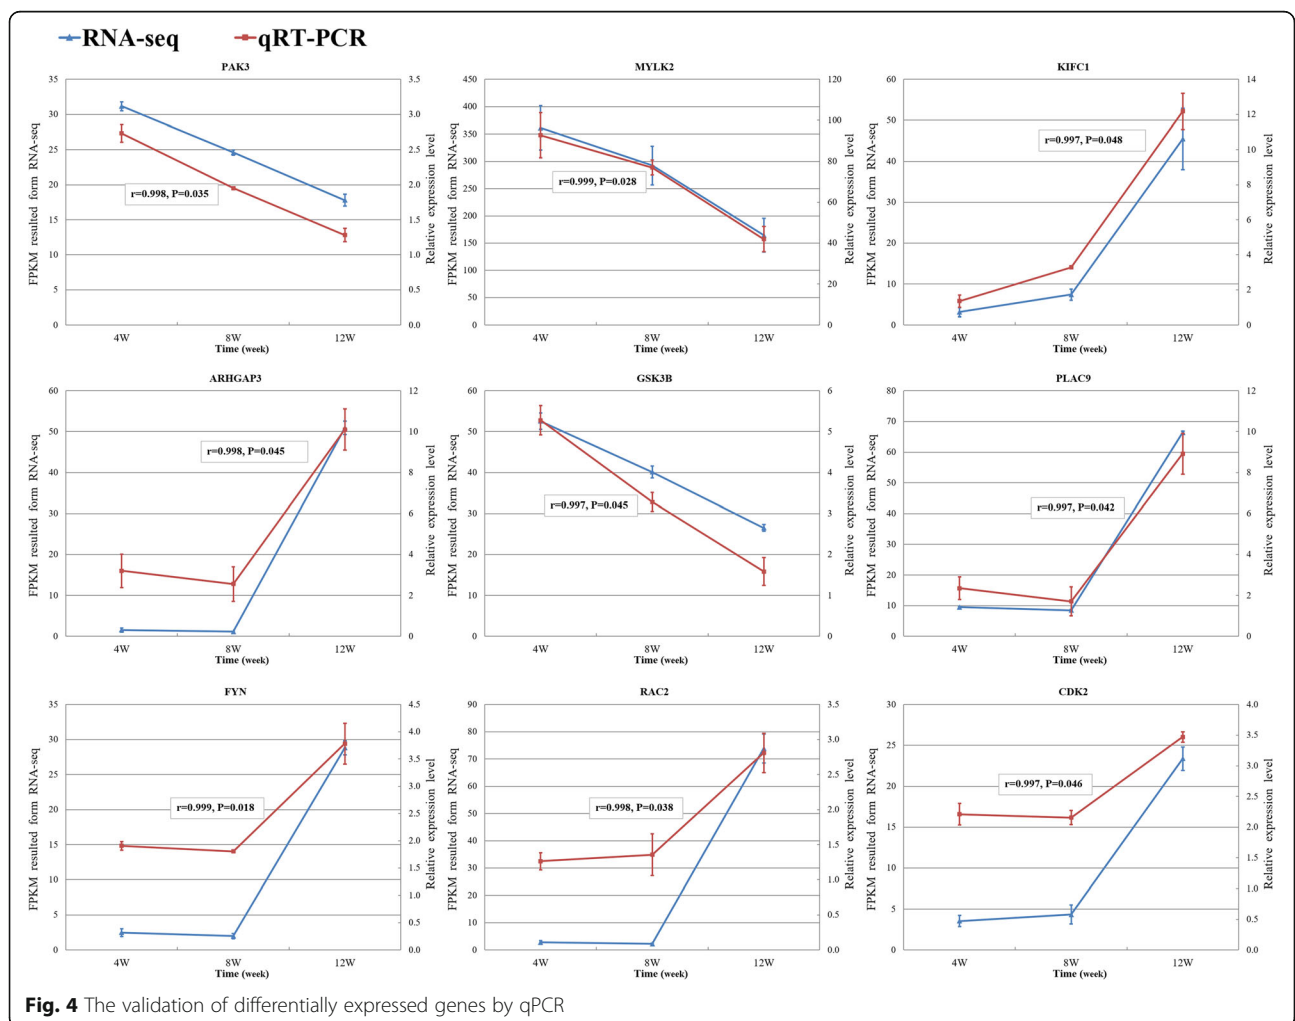 RNA-seq qRT-PCR
PAK3
35
30
25
20
15
10
5
0
3.5
3.0
2.5
2.0
1.5
1.0
0.5
0.0
FPKM resulted form RNA-seq
Relative expression level
r=0.998, P=0.035
4W 8W 12W
Time (week)
MYLK2
450
400
350
300
250
200
150
100
50
0
120
100
80
60
40
20
0
FPKM resulted form RNA-seq
Relative expression level
r=0.999, P=0.028
4W 8W 12W
Time (week)
KIFC1
60
50
40
30
20
10
0
14
12
10
8
6
4
2
0
FPKM resulted form RNA-seq
Relative expression level
r=0.997, P=0.048
4W 8W 12W
Time (week)
ARHGAP3
60
50
40
30
20
10
0
12
10
8
6
4
2
0
FPKM resulted form RNA-seq
Relative expression level
r=0.998, P=0.045
4W 8W 12W
Time (week)
GSK3B
60
50
40
30
20
10
0
6
5
4
3
2
1
0
FPKM resulted form RNA-seq
Relative expression level
r=0.997, P=0.045
4W 8W 12W
Time (week)
PLAC9
80
70
60
50
40
30
20
10
0
12
10
8
6
4
2
0
FPKM resulted form RNA-seq
Relative expression level
r=0.997, P=0.042
4W 8W 12W
Time (week)
FYN
35
30
25
20
15
10
5
0
4.5
4.0
3.5
3.0
2.5
2.0
1.5
1.0
0.5
0.0
FPKM resulted form RNA-seq
Relative expression level
r=0.999, P=0.018
4W 8W 12W
Time (week)
RAC2
90
80
70
60
50
40
30
20
10
0
3.5
3.0
2.5
2.0
1.5
1.0
0.5
0.0
FPKM resulted form RNA-seq
Relative expression level
r=0.998, P=0.038
4W 8W 12W
Time (week)
CDK2
30
25
20
15
10
5
0
4.0
3.5
3.0
2.5
2.0
1.5
1.0
0.5
0.0
FPKM resulted form RNA-seq
Relative expression level
r=0.997, P=0.046
4W 8W 12W
Time (week)
Fig. 4 The validation of differentially expressed genes by qPCR